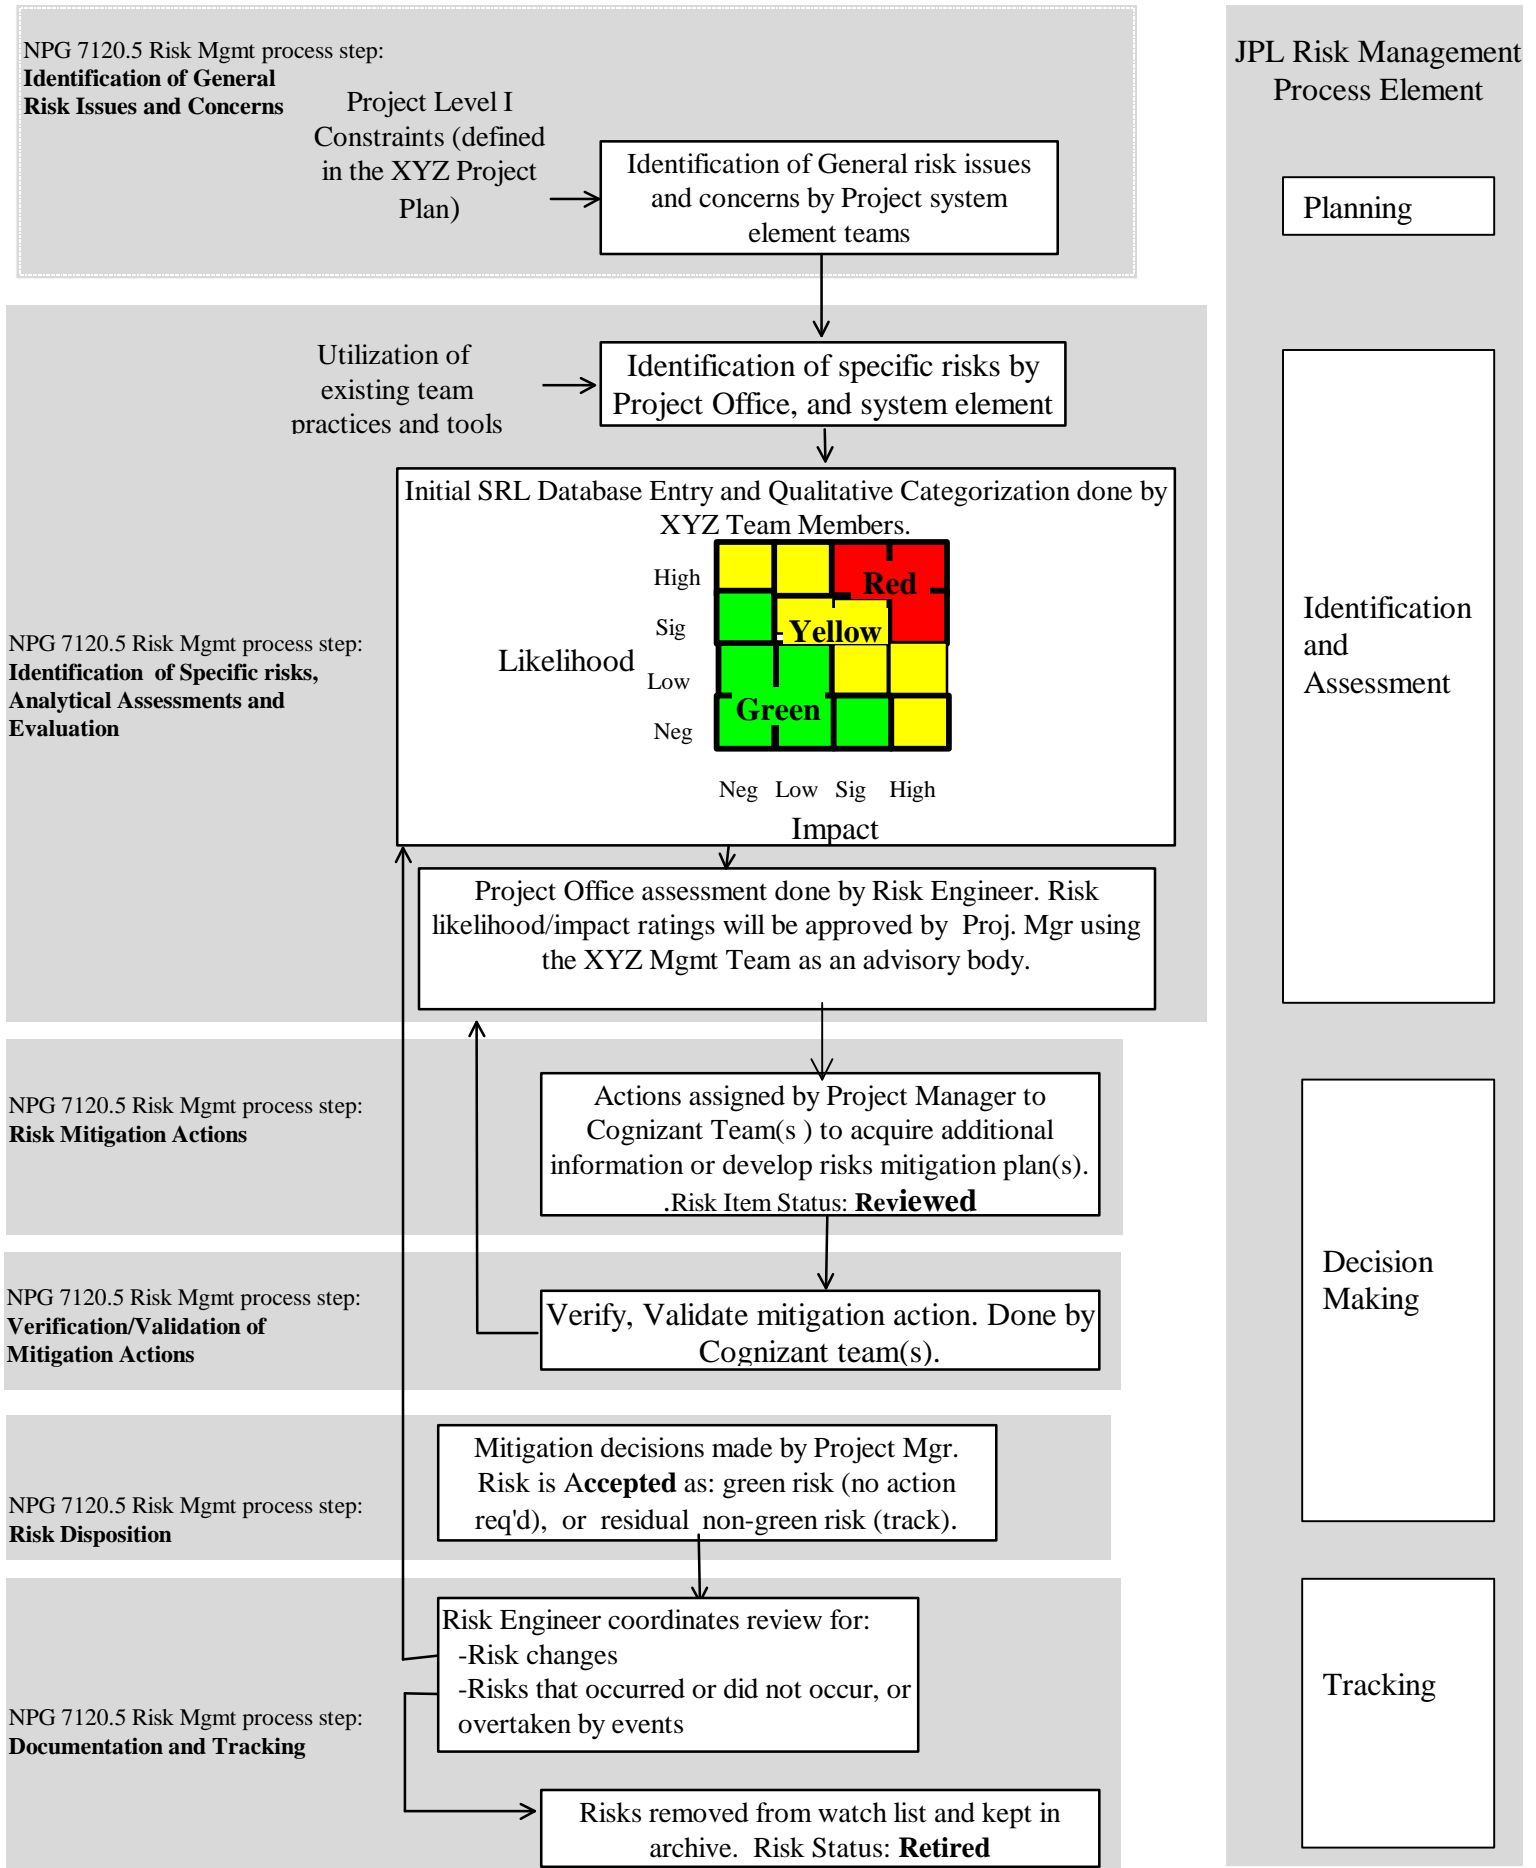 NPG 7120.5 Risk Mgmt process step:
Identification of General
Risk Issues and Concerns
Project Level I
Constraints (defined
in the XYZ Project
Plan)
Identification of General risk issues
and concerns by Project system
element teams
Utilization of
existing team
practices and tools
Identification of specific risks by
Project Office, and system element
Initial SRL Database Entry and Qualitative Categorization done by
XYZ Team Members.
High
Sig
Low
Neg
Likelihood
Red
Yellow
Green
Neg Low Sig High
Impact
NPG 7120.5 Risk Mgmt process step:
Identification of Specific risks,
Analytical Assessments and
Evaluation
Project Office assessment done by Risk Engineer. Risk
likelihood/impact ratings will be approved by Proj. Mgr using
the XYZ Mgmt Team as an advisory body.
NPG 7120.5 Risk Mgmt process step:
Risk Mitigation Actions
Actions assigned by Project Manager to
Cognizant Team(s ) to acquire additional
information or develop risks mitigation plan(s).
.Risk Item Status: Reviewed
NPG 7120.5 Risk Mgmt process step:
Verification/Validation of
Mitigation Actions
Verify, Validate mitigation action. Done by
Cognizant team(s).
NPG 7120.5 Risk Mgmt process step:
Risk Disposition
Mitigation decisions made by Project Mgr.
Risk is Accepted as: green risk (no action
req'd), or residual non-green risk (track).
NPG 7120.5 Risk Mgmt process step:
Documentation and Tracking
Risk Engineer coordinates review for:
-Risk changes
-Risks that occurred or did not occur, or
overtaken by events
Risks removed from watch list and kept in
archive. Risk Status: Retired
JPL Risk Management
Process Element
Planning
Identification
and
Assessment
Decision
Making
Tracking